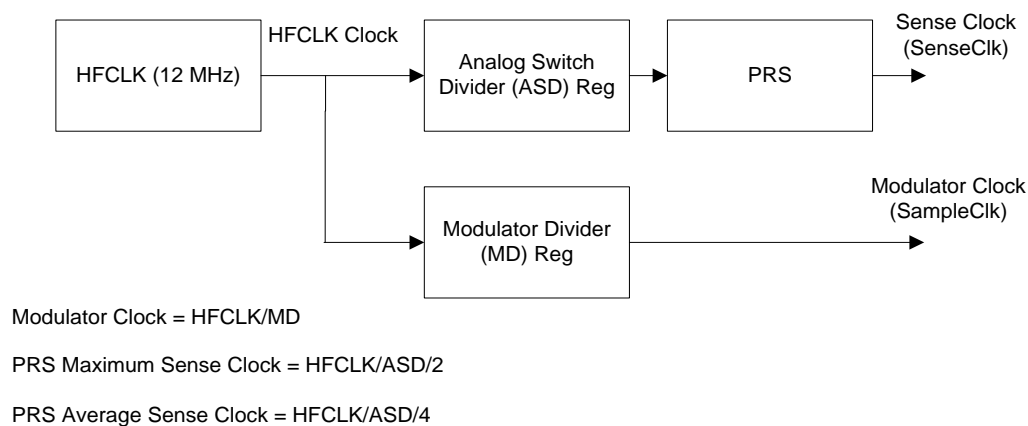 HFCLK (12 MHz)
HFCLK Clock
Analog Switch
Divider (ASD) Reg
PRS
Sense Clock
(SenseClk)
Modulator Divider
(MD) Reg
Modulator Clock
(SampleClk)
Modulator Clock = HFCLK/MD
PRS Maximum Sense Clock = HFCLK/ASD/2
PRS Average Sense Clock = HFCLK/ASD/4